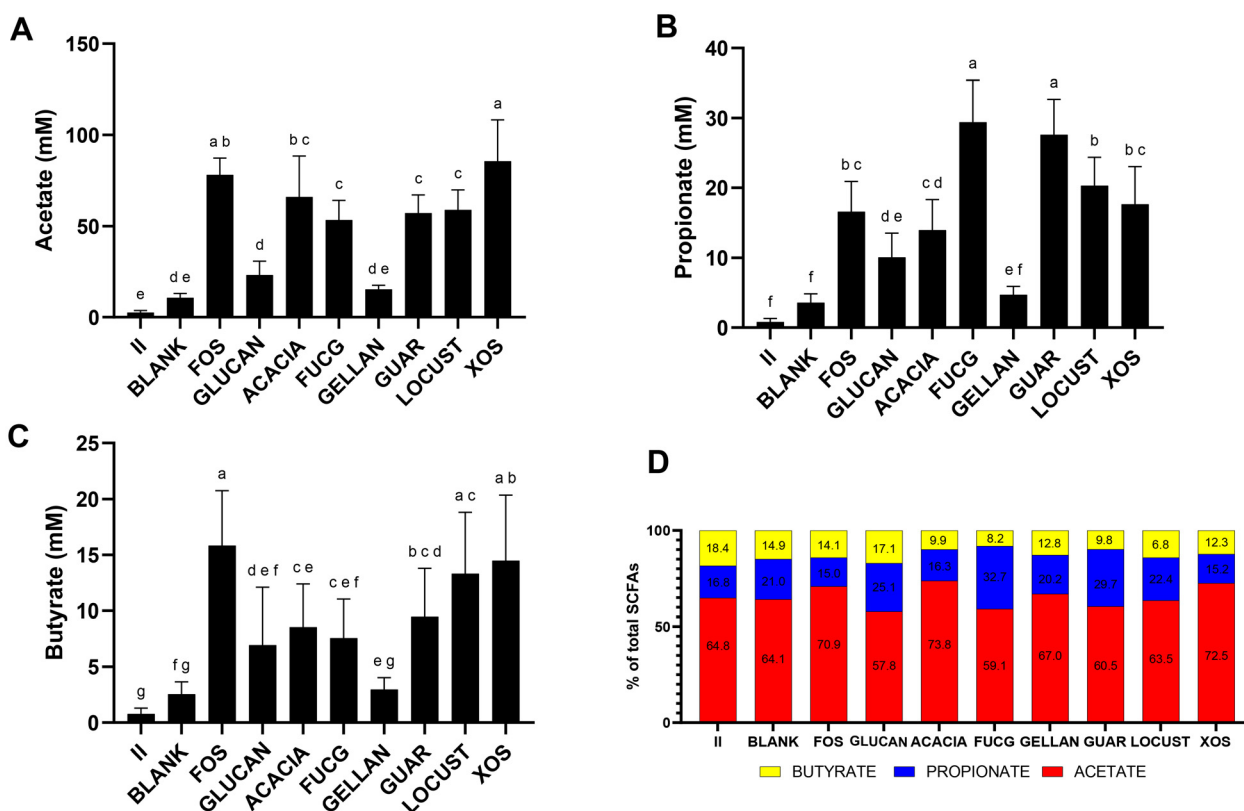 A
Acetate (mM)
150
100
50
0
e
d e
a b
d
b c
c
d e
c
c
a
II
BLANK
FOS
GLUCAN
ACACIA
FUCG
GELLAN
GUAR
LOCUST
XOS
B
Propionate (mM)
40
30
20
10
0
f
f
b c
d e
c d
a
e f
a
b
b c
II
BLANK
FOS
GLUCAN
ACACIA
FUCG
GELLAN
GUAR
LOCUST
XOS
C
Butyrate (mM)
25
20
15
10
5
0
g
f g
a
d e f
c e
c e f
e g
b c d
a c
a b
II
BLANK
FOS
GLUCAN
ACACIA
FUCG
GELLAN
GUAR
LOCUST
XOS
D
% of total SCFAs
100
50
0
18.4 14.9 14.1 17.1 9.9 8.2 12.8 9.8 6.8 12.3
16.8 21.0 15.0 25.1 16.3 32.7 20.2 29.7 22.4 15.2
64.8 64.1 70.9 57.8 73.8 59.1 67.0 60.5 63.5 72.5
II BLANK FOS GLUCAN ACACIA FUCG GELLAN GUAR LOCUST XOS
BUTYRATE PROPIONATE ACETATE